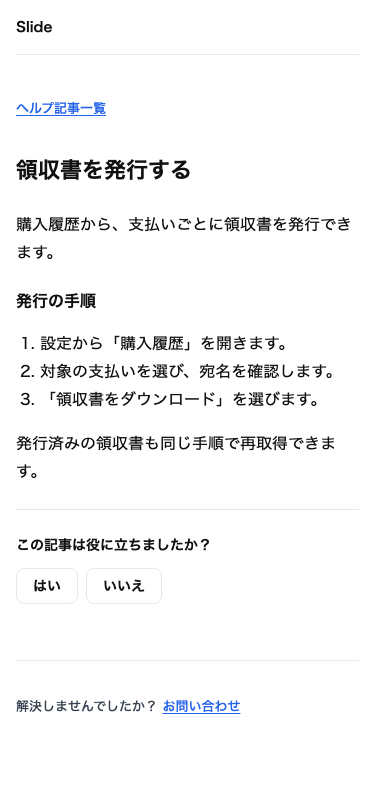 Slide
ヘルプ記事一覧
領収書を発行する
購入履歴から、支払いごとに領収書を発行でき
ます。
発行の手順
1. 設定から「購入履歴」を開きます。
2. 対象の支払いを選び、宛名を確認します。
3. 「領収書をダウンロード」を選びます。
発行済みの領収書も同じ手順で再取得できま
す。
この記事は役に立ちましたか？
はい いいえ
解決しませんでしたか？ お問い合わせ